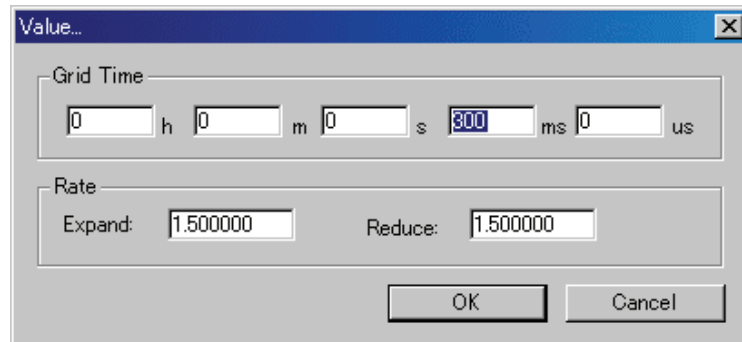 Value...
Grid Time
0 h 0 m 0 s 300 ms 0 us
Rate
Expand: 1.500000 Reduce: 1.500000
OK Cancel